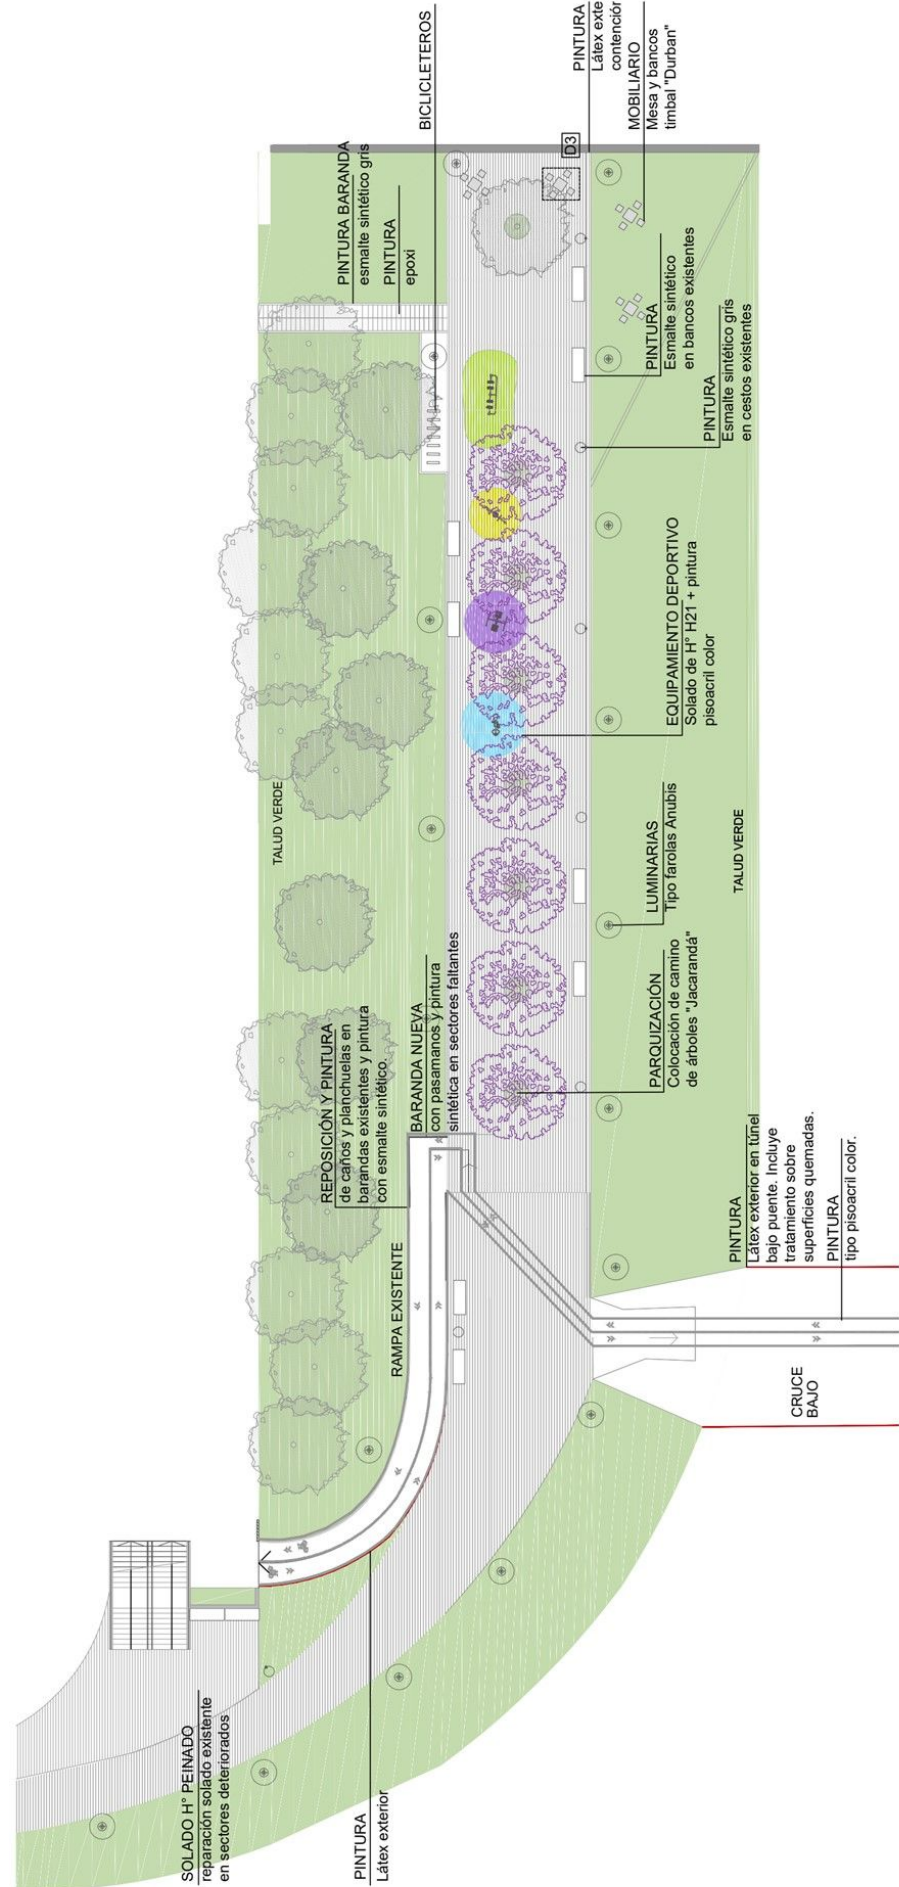 SOLADO H° PEINADO
reparación solado existente
en sectores deteriorados
PINTURA
Látex exterior
RAMPA EXISTENTE
REPOSICIÓN Y PINTURA
de caños y planchuelas en
barandas existentes y pintura
con esmalte sintético.
BARANDA NUEVA
con pasamanos y pintura
sintética en sectores faltantes
TALUD VERDE
PINTURA BARANDA
esmalte sintético gris
PINTURA
epoxi
BICLICLETEROS
CRUCE
BAJO
PINTURA
Látex exterior en túnel
bajo puente. Incluye
tratamiento sobre
superficies quemadas.
PINTURA
tipo pisoacril color.
PARQUIZACIÓN
Colocación de camino
de árboles "Jacarandá"
LUMINARIAS
Tipo farolas Anubis
TALUD VERDE
EQUIPAMIENTO DEPORTIVO
Solado de H° H21 + pintura
pisoacril color
PINTURA
Esmalte sintético gris
en cestos existentes
PINTURA
Esmalte sintético
en bancos existentes
D3
PINTURA
Látex exte
contención
MOBILIARIO
Mesa y bancos
timbal "Durban"